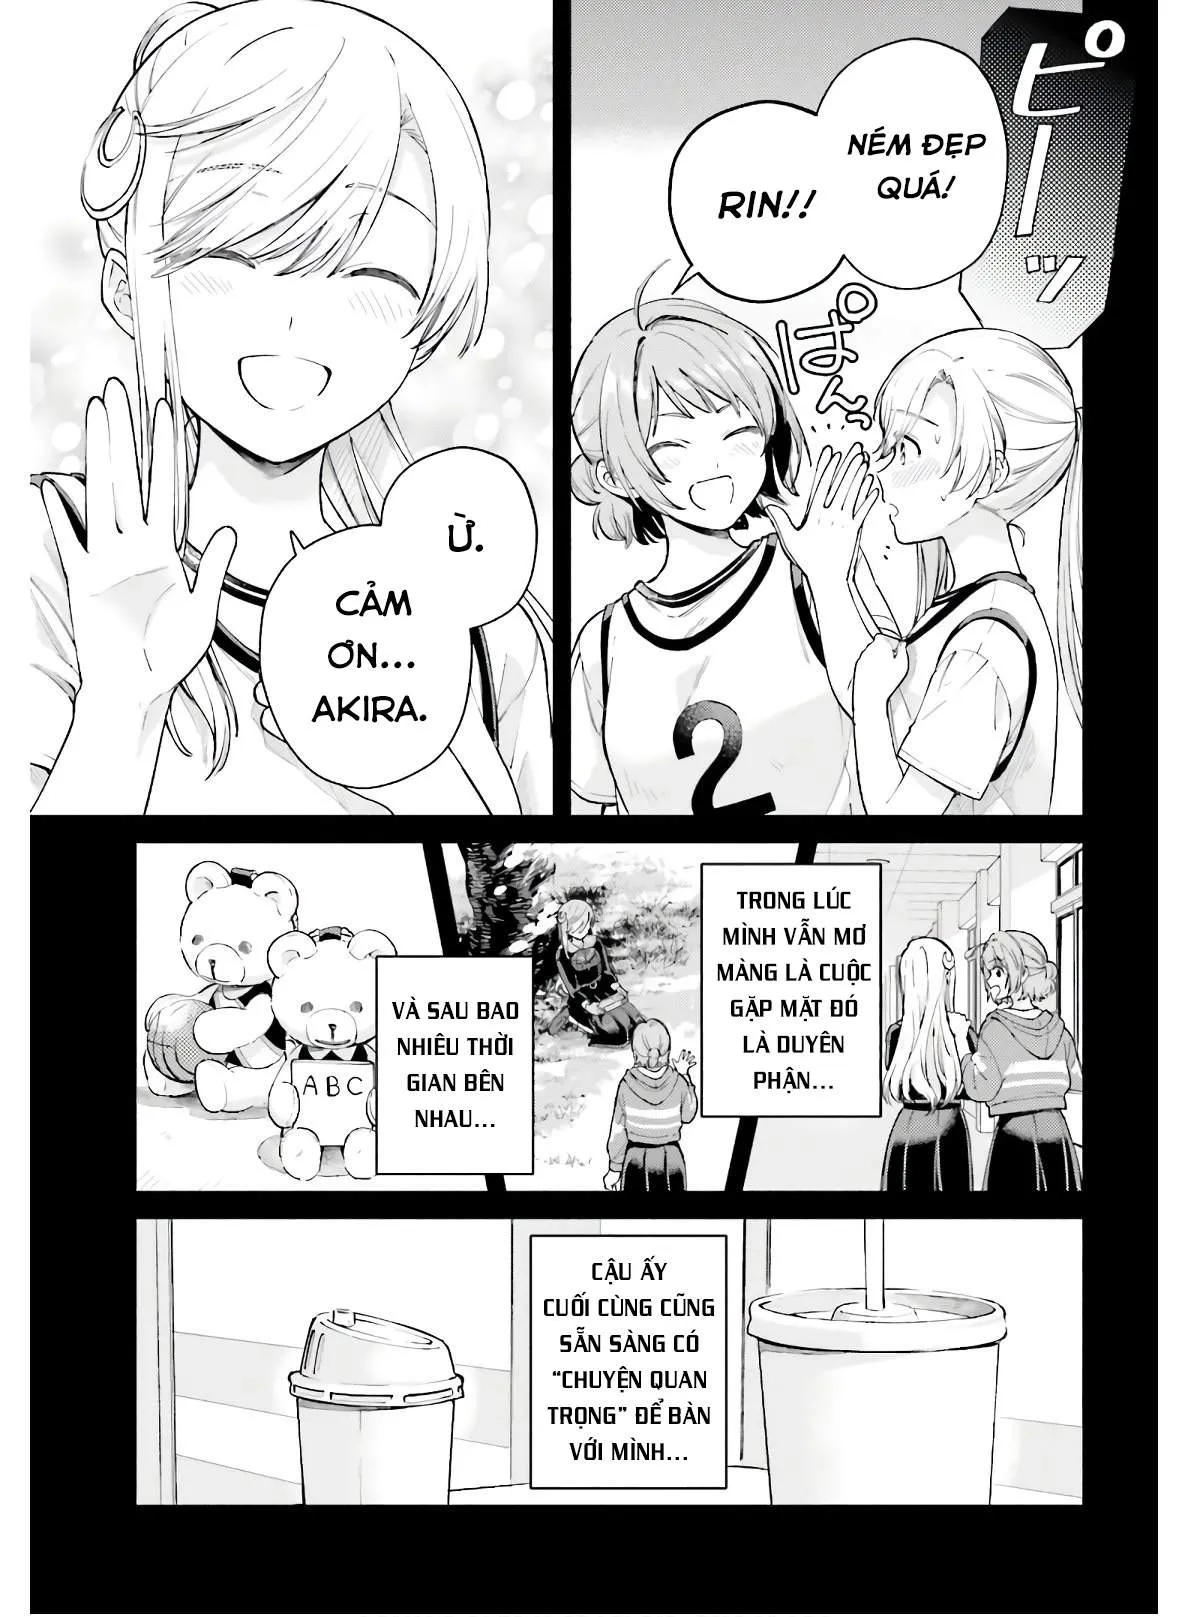 ピーッ
NÉM ĐẸP
QUÁ!
RIN!!
ぱんっ
Ừ.
CẢM
ƠN...
AKIRA.
TRONG LÚC
MÌNH VẪN MƠ
MÀNG LÀ CUỘC
GẶP MẶT ĐÓ
LÀ DUYÊN
PHẬN...
VÀ SAU BAO
NHIÊU THỜI
GIAN BÊN
NHAU...
ABC
2
CẬU ẤY
CUỐI CÙNG CŨNG
SẴN SÀNG CÓ
“CHUYỆN QUAN
TRỌNG” ĐỂ BÀN
VỚI MÌNH...